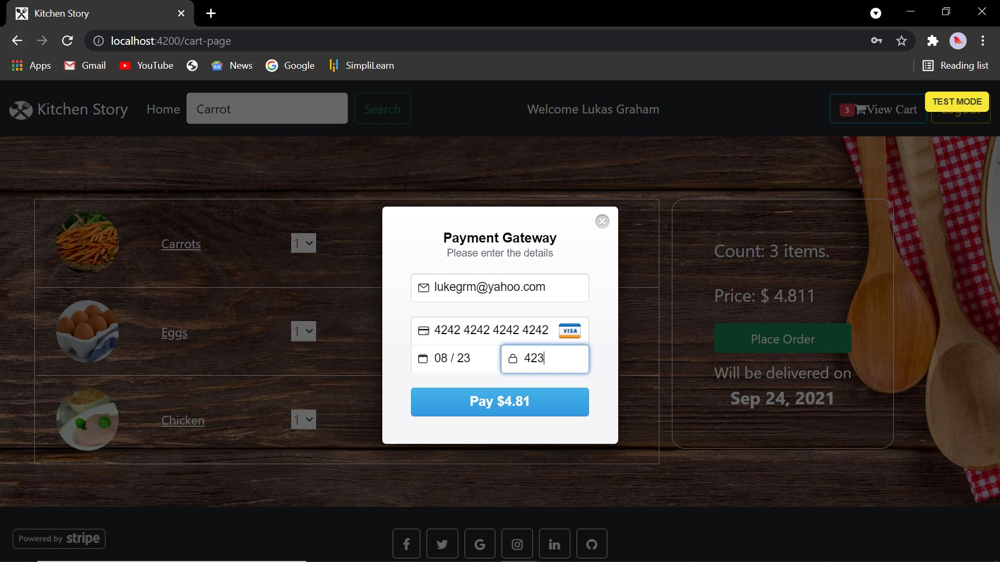 Kitchen Story
localhost:4200/cart-page
Apps Gmail YouTube News Google SimpliLearn Reading list
Kitchen Story Home Carrot Search Welcome Lukas Graham 3 View Cart Logout
TEST MODE
Carrots 1
Eggs 1
Chicken 1
Payment Gateway
Please enter the details
lukegrm@yahoo.com
4242 4242 4242 4242 VISA
08 / 23 423
Pay $4.81
Count: 3 items.
Price: $ 4.811
Place Order
Will be delivered on
Sep 24, 2021
Powered by stripe